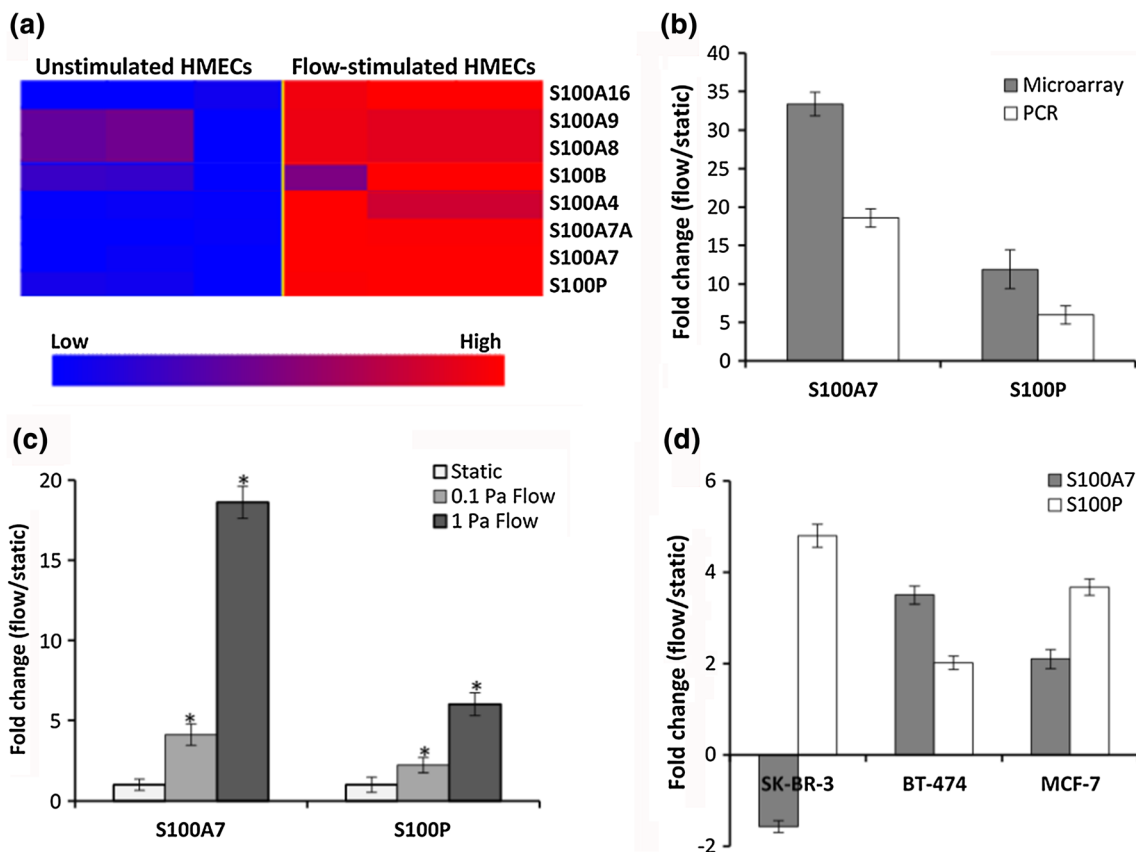 (a)
Unstimulated HMECs Flow-stimulated HMECs
S100A16
S100A9
S100A8
S100B
S100A4
S100A7A
S100A7
S100P
Low High
(b)
Fold change (flow/static)
40
35
30
25
20
15
10
5
0
Microarray
PCR
S100A7 S100P
(c)
Fold change (flow/static)
20
15
10
5
0
Static
0.1 Pa Flow
1 Pa Flow
*
*
*
*
S100A7 S100P
(d)
Fold change (flow/static)
6
4
2
0
-2
S100A7
S100P
SK-BR-3 BT-474 MCF-7